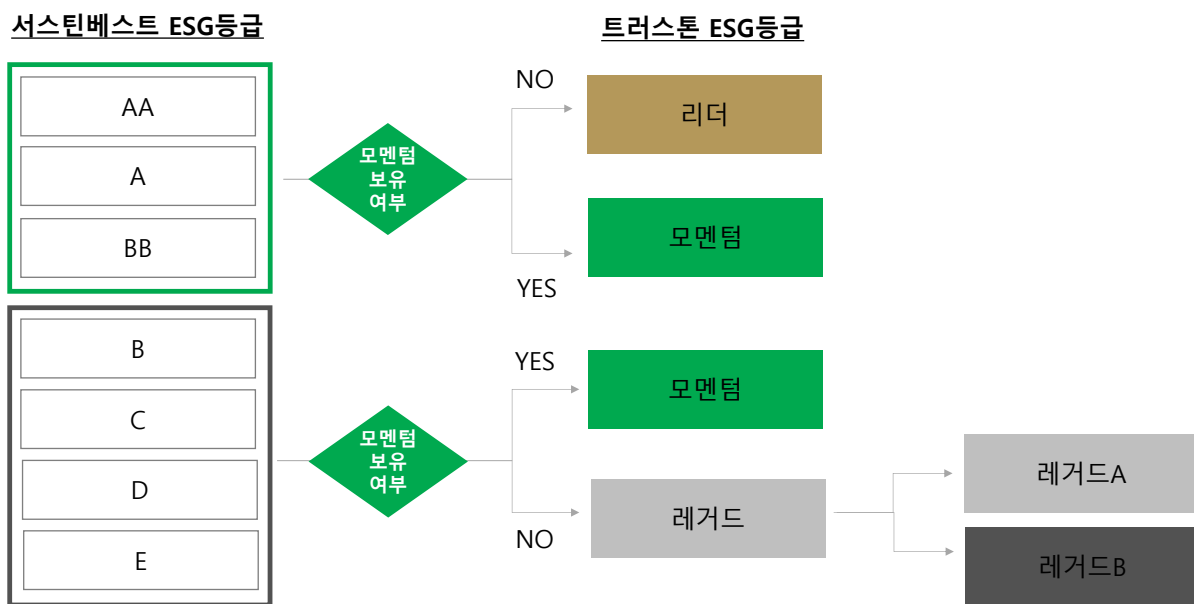 서스틴베스트 ESG등급
트러스톤 ESG등급
AA
A
BB
모멘텀
보유
여부
NO
리더
모멘텀
YES
B
C
D
E
모멘텀
보유
여부
YES
모멘텀
레거드
NO
레거드A
레거드B